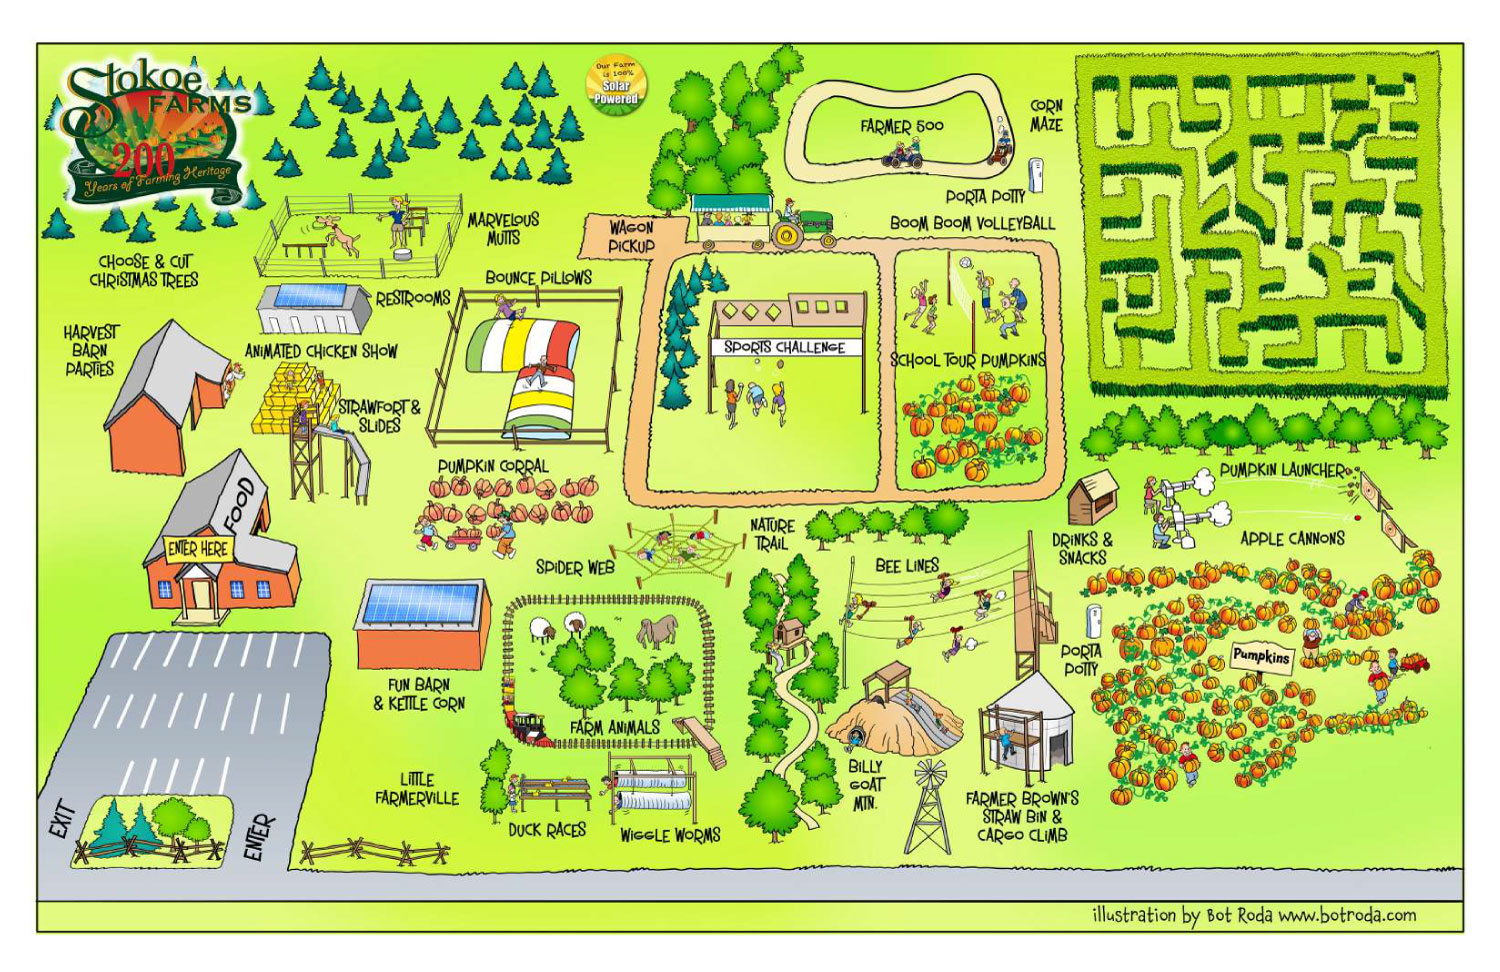 Stokoe
FARMS
200
Years of Farming Heritage
Our Farm
is 100%
Solar
Powered
FARMER 500
CORN
MAZE
PORTA POTTY
BOOM BOOM VOLLEYBALL
WAGON
PICKUP
MARVELOUS
MUTTS
CHOOSE & CUT
CHRISTMAS TREES
BOUNCE PILLOWS
RESTROOMS
HARVEST
BARN
PARTIES
ANIMATED CHICKEN SHOW
SPORTS CHALLENGE
SCHOOL TOUR PUMPKINS
STRAWFORT &
SLIDES
PUMPKIN CORRAL
PUMPKIN LAUNCHER
FOOD
ENTER HERE
NATURE
TRAIL
DRINKS &
SNACKS
APPLE CANNONS
SPIDER WEB
BEE LINES
PORTA
POTTY
Pumpkins
FUN BARN
& KETTLE CORN
FARM ANIMALS
LITTLE
FARMERVILLE
BILLY
GOAT
MTN.
FARMER BROWN'S
STRAW BIN &
CARGO CLIMB
DUCK RACES
WIGGLE WORMS
EXIT
ENTER
illustration by Bot Roda www.botroda.com